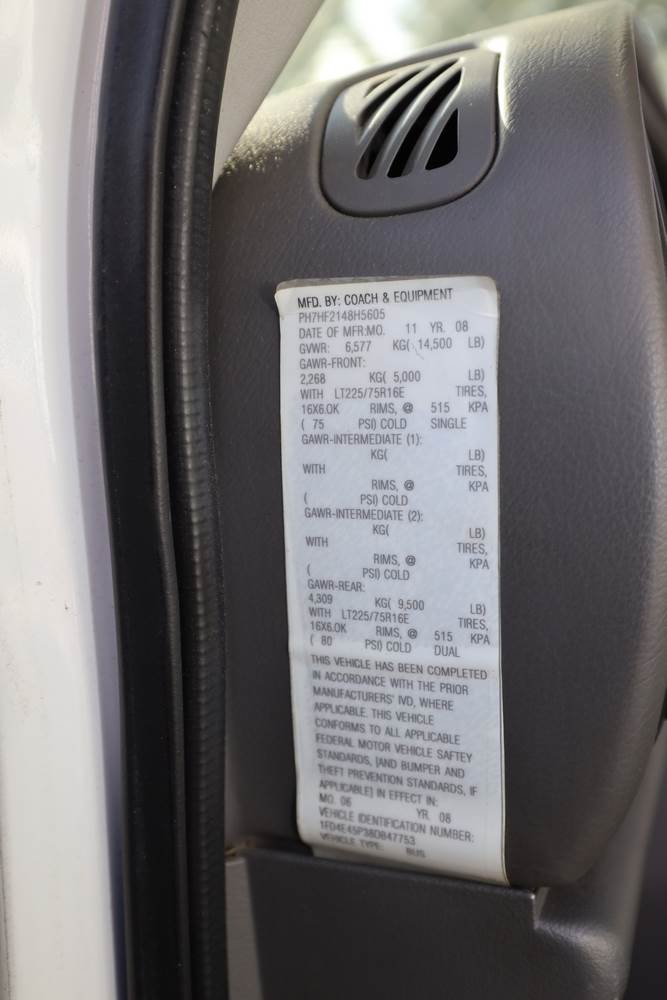 MFD. BY: COACH & EQUIPMENT
PH7HF2148H5605
DATE OF MFR:MO. 11 YR. 08
GVWR: 6,577 KG( 14,500 LB)
GAWR-FRONT:
2,268 KG( 5,000 LB)
WITH LT225/75R16E TIRES,
16X6.0K RIMS, @ 515 KPA
( 75 PSI) COLD SINGLE
GAWR-INTERMEDIATE (1):
KG( LB)
WITH TIRES,
RIMS, @ KPA
( PSI) COLD
GAWR-INTERMEDIATE (2):
KG( LB)
WITH TIRES,
RIMS, @ KPA
( PSI) COLD
GAWR-REAR:
4,309 KG( 9,500 LB)
WITH LT225/75R16E TIRES,
16X6.0K RIMS, @ 515 KPA
( 80 PSI) COLD DUAL
THIS VEHICLE HAS BEEN COMPLETED
IN ACCORDANCE WITH THE PRIOR
MANUFACTURERS' IVD, WHERE
APPLICABLE. THIS VEHICLE
CONFORMS TO ALL APPLICABLE
FEDERAL MOTOR VEHICLE SAFTEY
STANDARDS, [AND BUMPER AND
THEFT PREVENTION STANDARDS, IF
APPLICABLE] IN EFFECT IN:
MO. 06 YR. 08
VEHICLE IDENTIFICATION NUMBER:
1FD4E45P38DB47753
VEHICLE TYPE: BUS